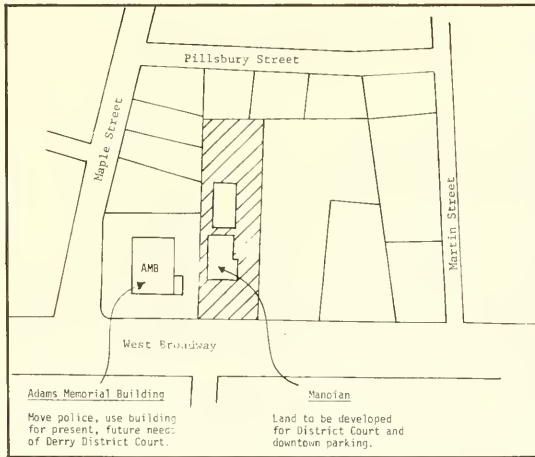 Pillsbury Street
Maple Street
Martin Street
AMB
West Broadway
Adams Memorial Building
Move police, use building
for present, future needs
of Derry District Court.
Manoian
Land to be developed
for District Court and
downtown parking.